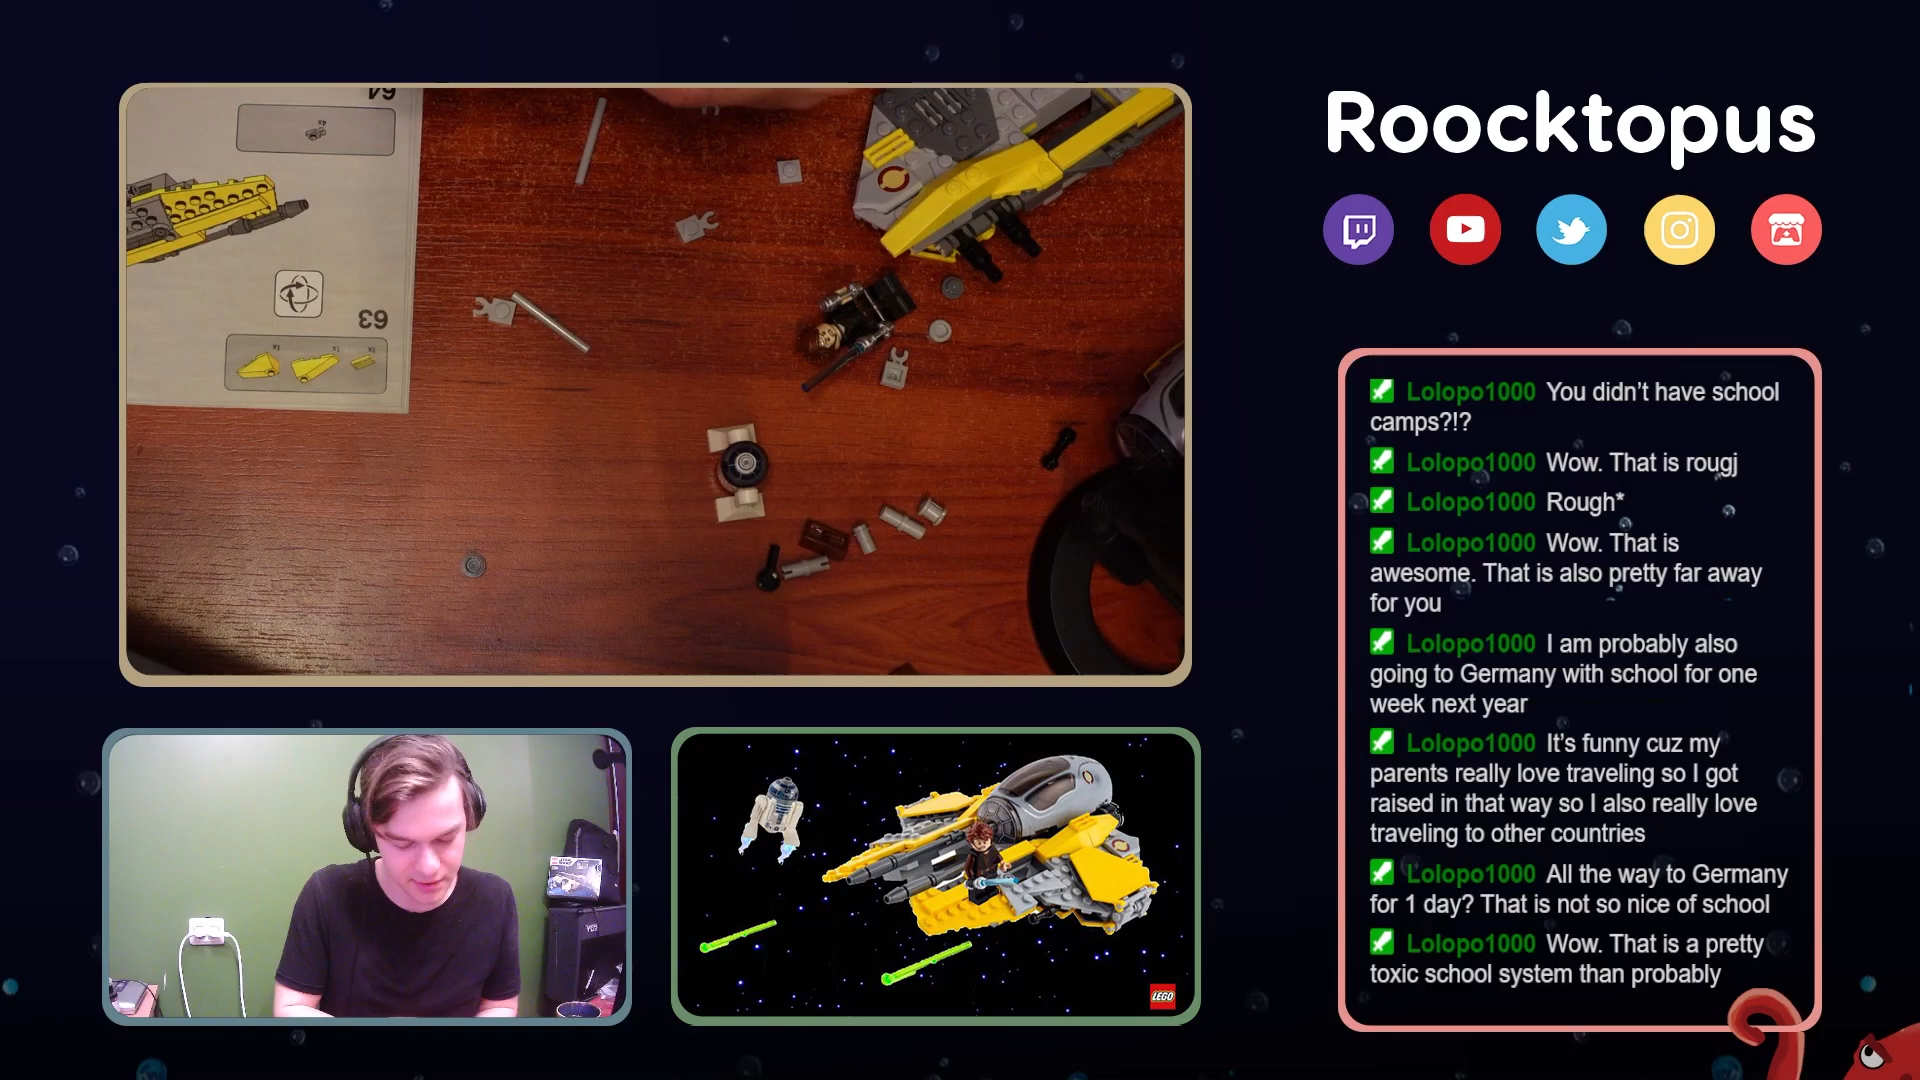 Roocktopus
64
4x
63
1x
1x
1x
Lolopo1000 You didn’t have school
camps?!?
Lolopo1000 Wow. That is rougj
Lolopo1000 Rough*
Lolopo1000 Wow. That is
awesome. That is also pretty far away
for you
Lolopo1000 I am probably also
going to Germany with school for one
week next year
Lolopo1000 It’s funny cuz my
parents really love traveling so I got
raised in that way so I also really love
traveling to other countries
Lolopo1000 All the way to Germany
for 1 day? That is not so nice of school
Lolopo1000 Wow. That is a pretty
toxic school system than probably
LEGO